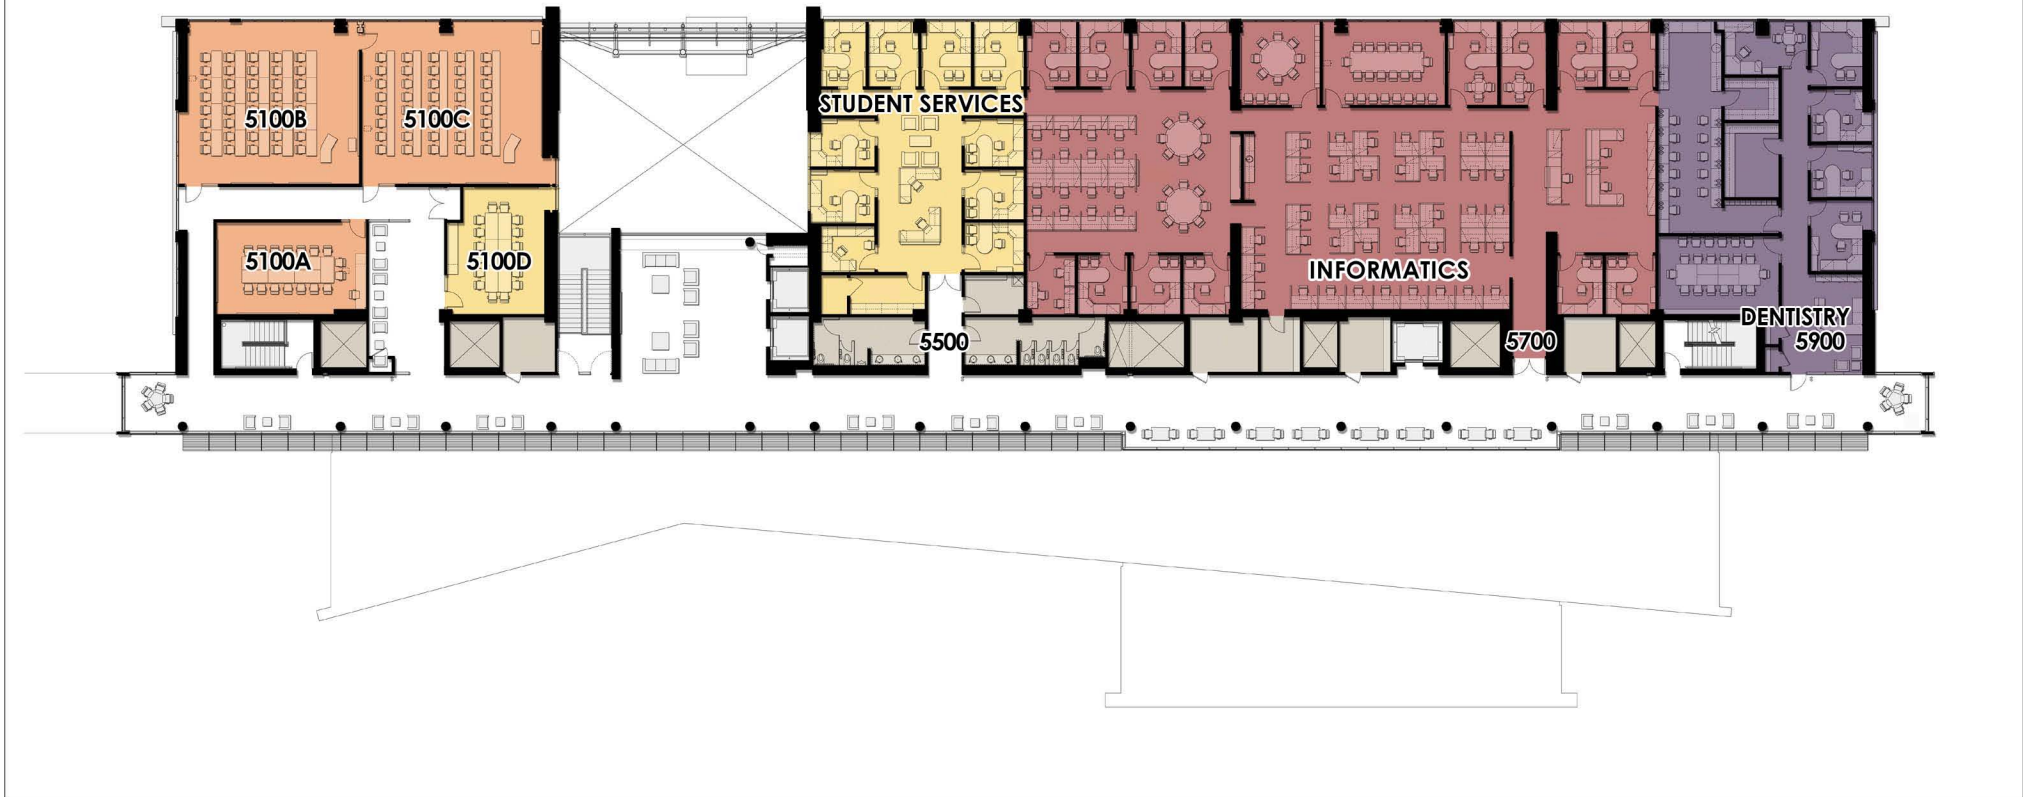 STUDENT SERVICES
5100B
5100C
5100A
5100D
INFORMATICS
DENTISTRY
5900
5500
5700